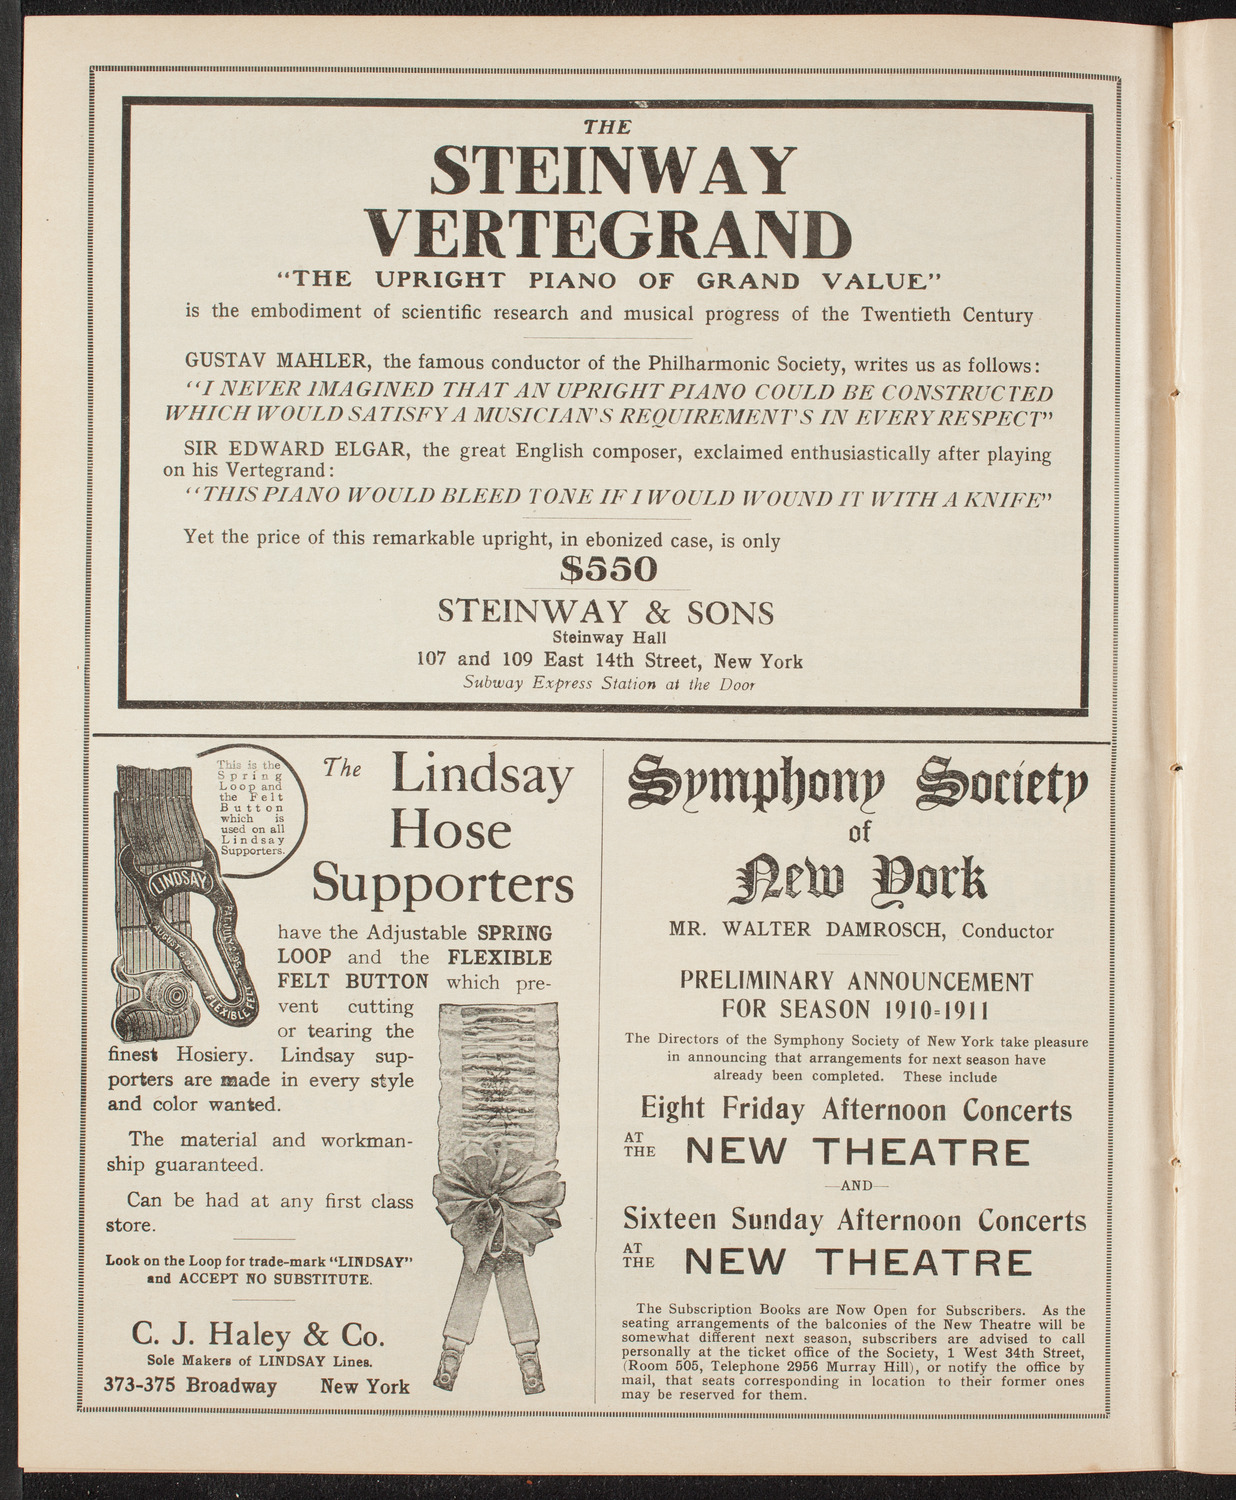 THE
STEINWAY
VERTEGRAND
“THE UPRIGHT PIANO OF GRAND VALUE”
is the embodiment of scientific research and musical progress of the Twentieth Century
GUSTAV MAHLER, the famous conductor of the Philharmonic Society, writes us as follows:
“I NEVER IMAGINED THAT AN UPRIGHT PIANO COULD BE CONSTRUCTED
WHICH WOULD SATISFY A MUSICIAN'S REQUIREMENT'S IN EVERY RESPECT”
SIR EDWARD ELGAR, the great English composer, exclaimed enthusiastically after playing
on his Vertegrand:
“THIS PIANO WOULD BLEED TONE IF I WOULD WOUND IT WITH A KNIFE”
Yet the price of this remarkable upright, in ebonized case, is only
$550
STEINWAY & SONS
Steinway Hall
107 and 109 East 14th Street, New York
Subway Express Station at the Door
This is the
Spring
Loop and
the Felt
Button
which is
used on all
Lindsay
Supporters.
LINDSAY
FLEXIBLE FELT
The Lindsay
Hose
Supporters
have the Adjustable SPRING
LOOP and the FLEXIBLE
FELT BUTTON which pre-
vent cutting
or tearing the
finest Hosiery. Lindsay sup-
porters are made in every style
and color wanted.
The material and workman-
ship guaranteed.
Can be had at any first class
store.
Look on the Loop for trade-mark “LINDSAY”
and ACCEPT NO SUBSTITUTE.
C. J. Haley & Co.
Sole Makers of LINDSAY Lines.
373-375 Broadway New York
Symphony Society
of
New York
MR. WALTER DAMROSCH, Conductor
PRELIMINARY ANNOUNCEMENT
FOR SEASON 1910-1911
The Directors of the Symphony Society of New York take pleasure
in announcing that arrangements for next season have
already been completed. These include
Eight Friday Afternoon Concerts
AT THE NEW THEATRE
—AND—
Sixteen Sunday Afternoon Concerts
AT THE NEW THEATRE
The Subscription Books are Now Open for Subscribers. As the
seating arrangements of the balconies of the New Theatre will be
somewhat different next season, subscribers are advised to call
personally at the ticket office of the Society, 1 West 34th Street,
(Room 505, Telephone 2956 Murray Hill), or notify the office by
mail, that seats corresponding in location to their former ones
may be reserved for them.